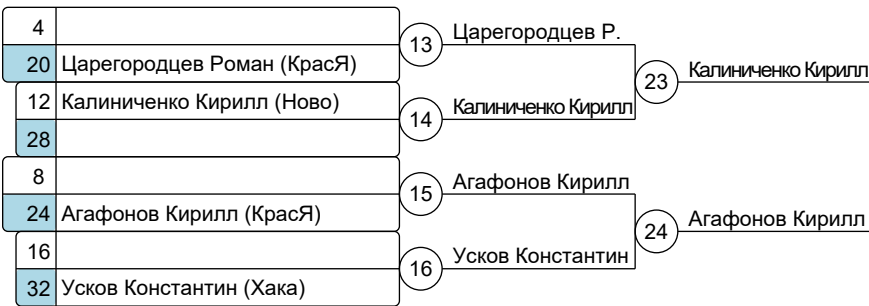 4
13 Царегородцев Р.
20 Царегородцев Роман (КрасЯ)
23 Калиниченко Кирилл
12 Калиниченко Кирилл (Ново)
14 Калиниченко Кирилл
28
8
15 Агафонов Кирилл
24 Агафонов Кирилл (КрасЯ)
24 Агафонов Кирилл
16
16 Усков Константин
32 Усков Константин (Хака)